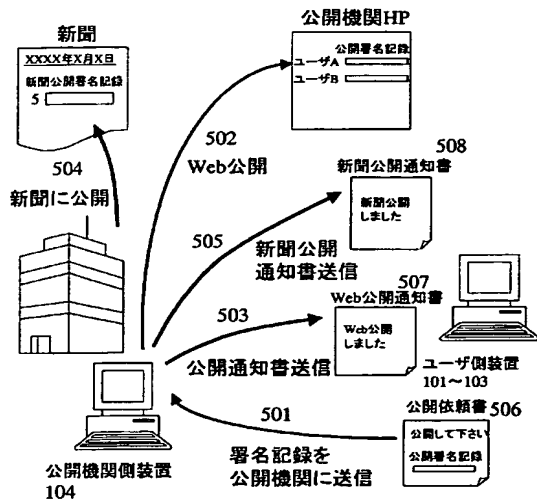 新聞
XXXX年X月X日
新聞公開署名記録
5
公開機関HP
公開署名記録
ユーザA
ユーザB
502
Web公開
504
新聞に公開
508
新聞公開通知書
新聞公開
しました
505
新聞公開
通知書送信
507
Web公開通知書
Web公開
しました
503
公開通知書送信
ユーザ側装置
101～103
501
公開依頼書
506
公開して下さい
公開署名記録
署名記録を
公開機関に送信
公開機関側装置
104